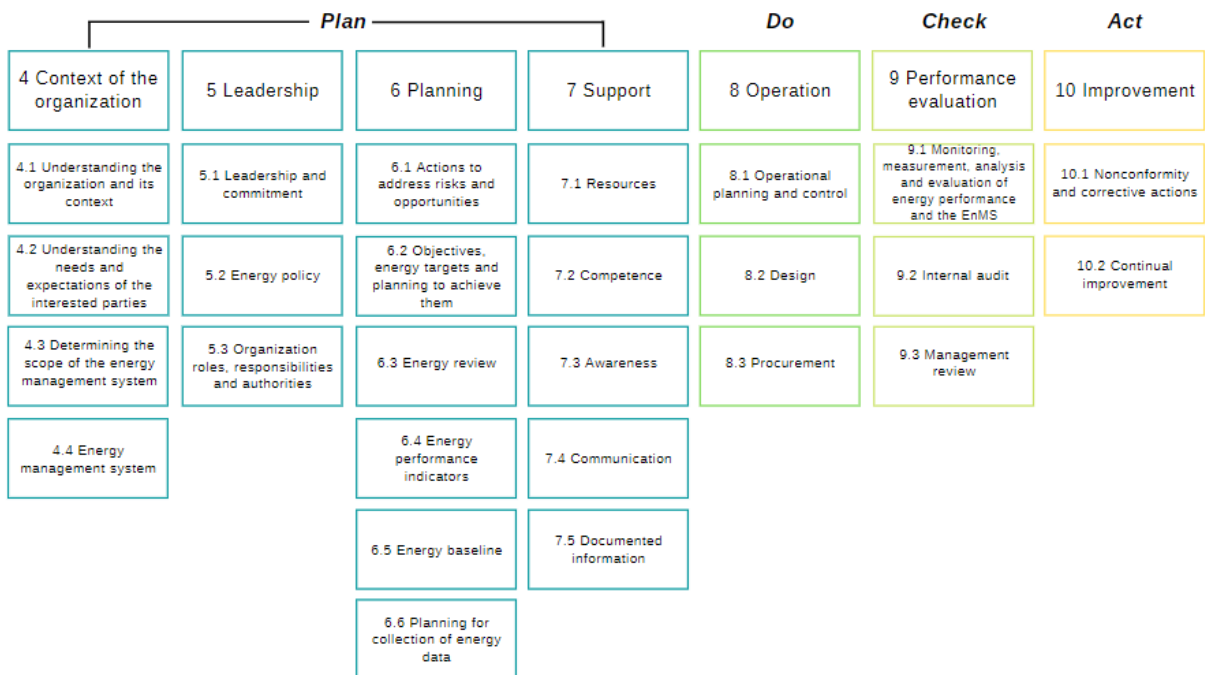 Plan
Do
Check
Act
4 Context of the
organization
5 Leadership
6 Planning
7 Support
8 Operation
9 Performance
evaluation
10 Improvement
4.1 Understanding the
organization and its
context
5.1 Leadership and
commitment
6.1 Actions to
address risks and
opportunities
7.1 Resources
8.1 Operational
planning and control
9.1 Monitoring,
measurement, analysis
and evaluation of
energy performance
and the EnMS
10.1 Nonconformity
and corrective actions
4.2 Understanding the
needs and
expectations of the
interested parties
5.2 Energy policy
6.2 Objectives,
energy targets and
planning to achieve
them
7.2 Competence
8.2 Design
9.2 Internal audit
10.2 Continual
improvement
4.3 Determining the
scope of the energy
management system
5.3 Organization
roles, responsibilities
and authorities
6.3 Energy review
7.3 Awareness
8.3 Procurement
9.3 Management
review
4.4 Energy
management system
6.4 Energy
performance
indicators
7.4 Communication
6.5 Energy baseline
7.5 Documented
information
6.6 Planning for
collection of energy
data